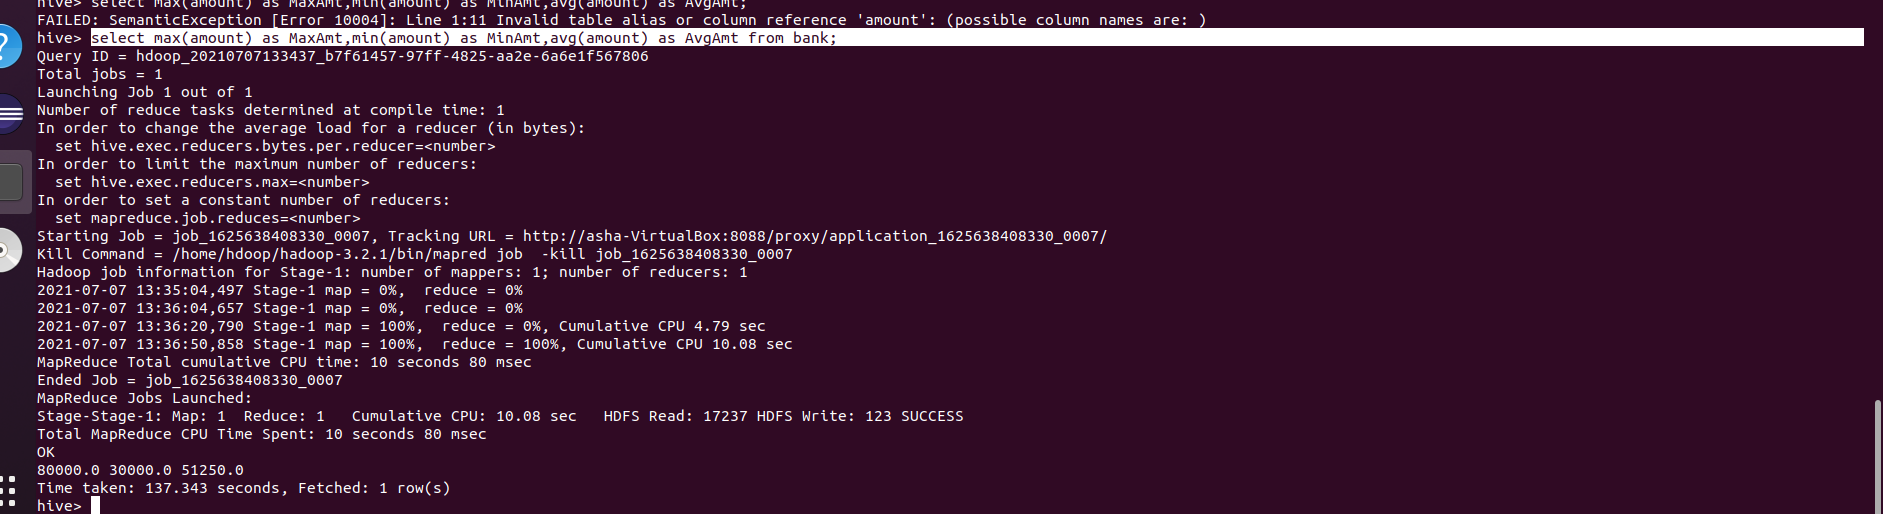 hive> select max(amount) as MaxAmt,min(amount) as MinAmt,avg(amount) as AvgAmt;
FAILED: SemanticException [Error 10004]: Line 1:11 Invalid table alias or column reference 'amount': (possible column names are: )
hive> select max(amount) as MaxAmt,min(amount) as MinAmt,avg(amount) as AvgAmt from bank;
Query ID = hdoop_20210707133437_b7f61457-97ff-4825-aa2e-6a6e1f567806
Total jobs = 1
Launching Job 1 out of 1
Number of reduce tasks determined at compile time: 1
In order to change the average load for a reducer (in bytes):
  set hive.exec.reducers.bytes.per.reducer=<number>
In order to limit the maximum number of reducers:
  set hive.exec.reducers.max=<number>
In order to set a constant number of reducers:
  set mapreduce.job.reduces=<number>
Starting Job = job_1625638408330_0007, Tracking URL = http://asha-VirtualBox:8088/proxy/application_1625638408330_0007/
Kill Command = /home/hdoop/hadoop-3.2.1/bin/mapred job  -kill job_1625638408330_0007
Hadoop job information for Stage-1: number of mappers: 1; number of reducers: 1
2021-07-07 13:35:04,497 Stage-1 map = 0%,  reduce = 0%
2021-07-07 13:36:04,657 Stage-1 map = 0%,  reduce = 0%
2021-07-07 13:36:20,790 Stage-1 map = 100%,  reduce = 0%, Cumulative CPU 4.79 sec
2021-07-07 13:36:50,858 Stage-1 map = 100%,  reduce = 100%, Cumulative CPU 10.08 sec
MapReduce Total cumulative CPU time: 10 seconds 80 msec
Ended Job = job_1625638408330_0007
MapReduce Jobs Launched:
Stage-Stage-1: Map: 1  Reduce: 1   Cumulative CPU: 10.08 sec   HDFS Read: 17237 HDFS Write: 123 SUCCESS
Total MapReduce CPU Time Spent: 10 seconds 80 msec
OK
80000.0 30000.0 51250.0
Time taken: 137.343 seconds, Fetched: 1 row(s)
hive>